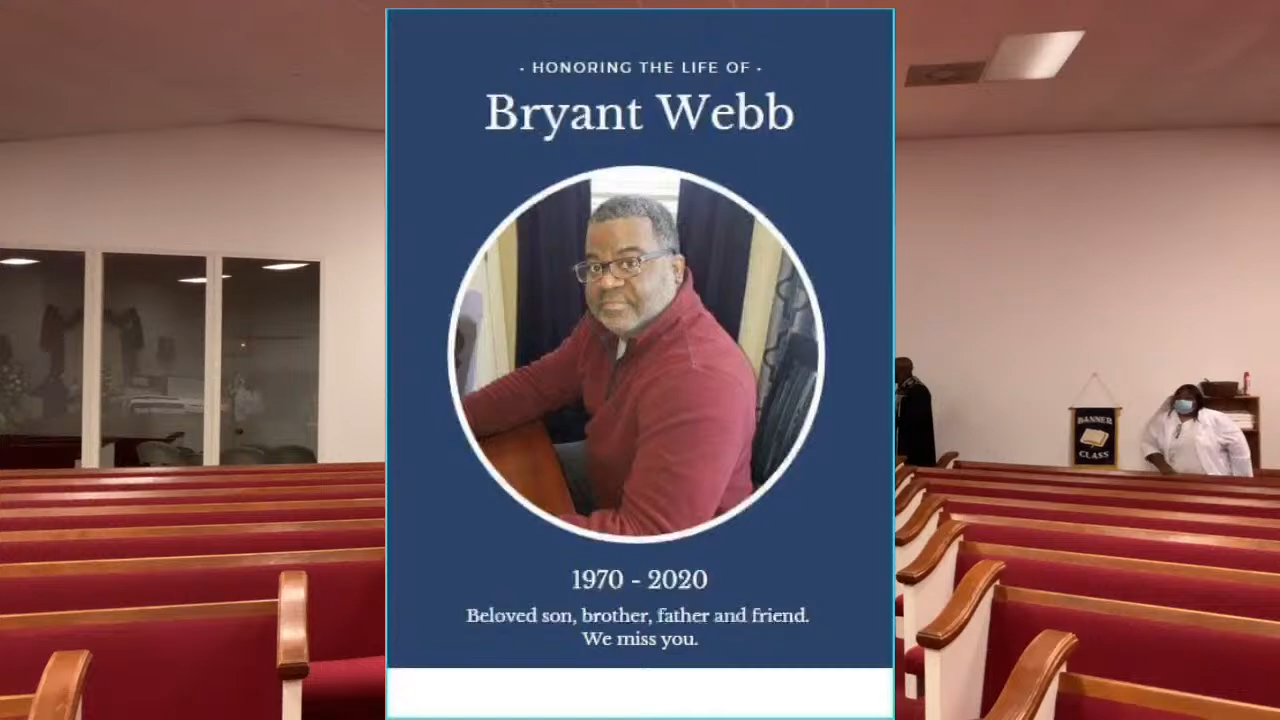 · HONORING THE LIFE OF ·
Bryant Webb
1970 - 2020
Beloved son, brother, father and friend.
We miss you.
BANNER
CLASS